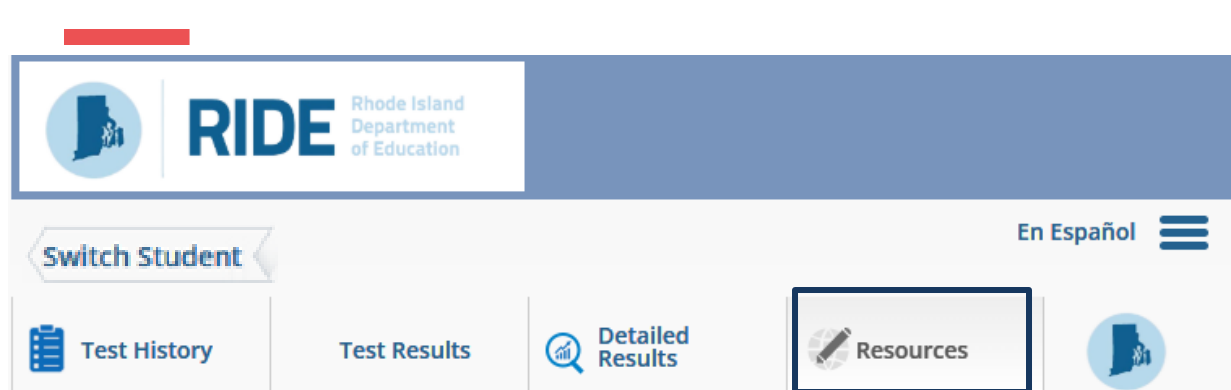 RIDE
Rhode Island
Department
of Education
En Español
Switch Student
Test History
Test Results
Detailed
Results
Resources